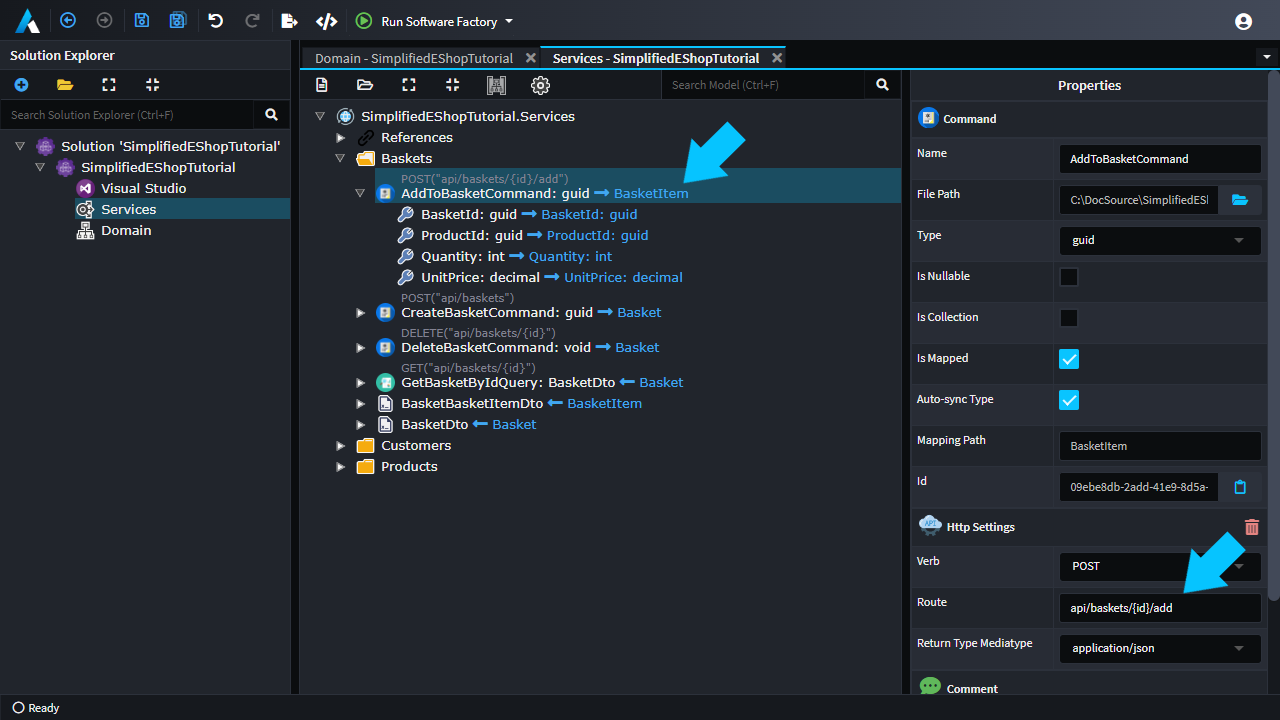 Run Software Factory
Solution Explorer
Search Solution Explorer (Ctrl+F)
Solution 'SimplifiedEShopTutorial'
SimplifiedEShopTutorial
Visual Studio
Services
Domain
Domain - SimplifiedEShopTutorial
Services - SimplifiedEShopTutorial
Search Model (Ctrl+F)
SimplifiedEShopTutorial.Services
References
Baskets
POST("api/baskets/{id}/add")
AddToBasketCommand: guid → BasketItem
BasketId: guid → BasketId: guid
ProductId: guid → ProductId: guid
Quantity: int → Quantity: int
UnitPrice: decimal → UnitPrice: decimal
POST("api/baskets")
CreateBasketCommand: guid → Basket
DELETE("api/baskets/{id}")
DeleteBasketCommand: void → Basket
GET("api/baskets/{id}")
GetBasketByIdQuery: BasketDto ← Basket
BasketBasketItemDto ← BasketItem
BasketDto ← Basket
Customers
Products
Properties
Command
Name
AddToBasketCommand
File Path
C:\DocSource\SimplifiedESl
Type
guid
Is Nullable
Is Collection
Is Mapped
Auto-sync Type
Mapping Path
BasketItem
Id
09ebe8db-2add-41e9-8d5a-
API
Http Settings
Verb
POST
Route
api/baskets/{id}/add
Return Type Mediatype
application/json
Comment
Ready